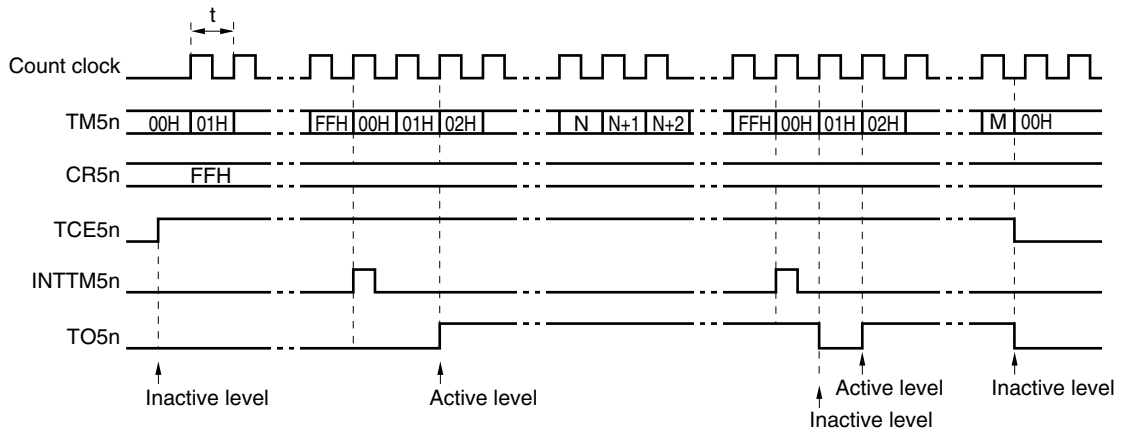 t
Count clock
TM5n 00H 01H FFH 00H 01H 02H N N+1 N+2 FFH 00H 01H 02H M 00H
CR5n FFH
TCE5n
INTTM5n
TO5n
Inactive level Active level Active level Inactive level
Inactive level